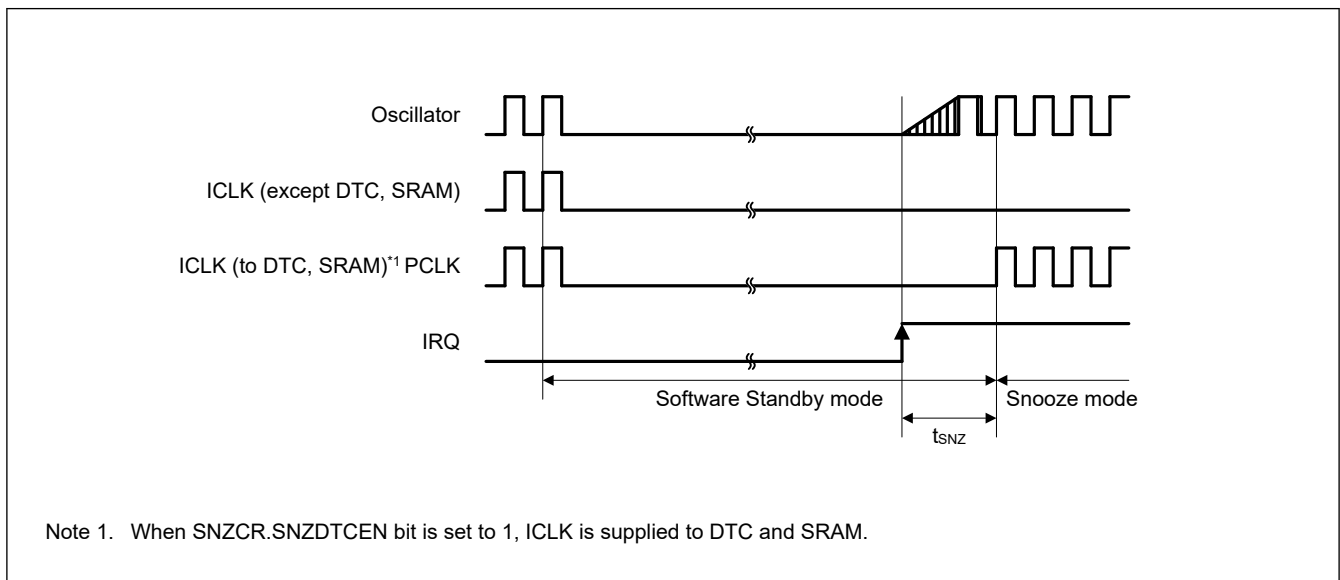 Oscillator
ICLK (except DTC, SRAM)
ICLK (to DTC, SRAM)*1 PCLK
IRQ
Software Standby mode
Snooze mode
tSNZ
Note 1. When SNZCR.SNZDTCEN bit is set to 1, ICLK is supplied to DTC and SRAM.